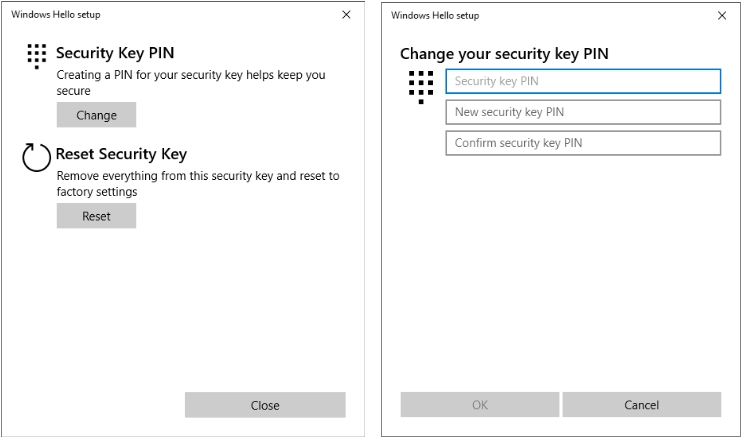 Windows Hello setup
Security Key PIN
Creating a PIN for your security key helps keep you
secure
Change
Reset Security Key
Remove everything from this security key and reset to
factory settings
Reset
Close
Windows Hello setup
Change your security key PIN
Security key PIN
New security key PIN
Confirm security key PIN
OK
Cancel